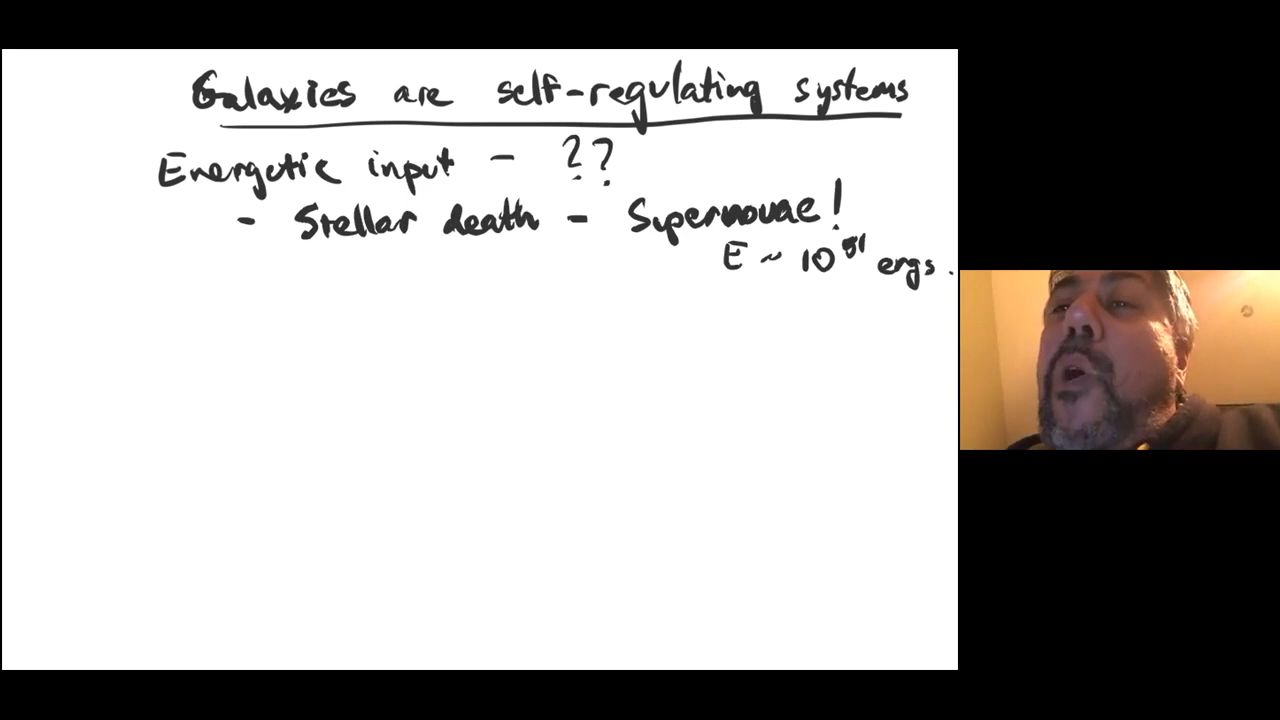 Galaxies are self-regulating systems
Energetic input - ??
- Stellar death - Supernovae!
E ~ 10^51 ergs.